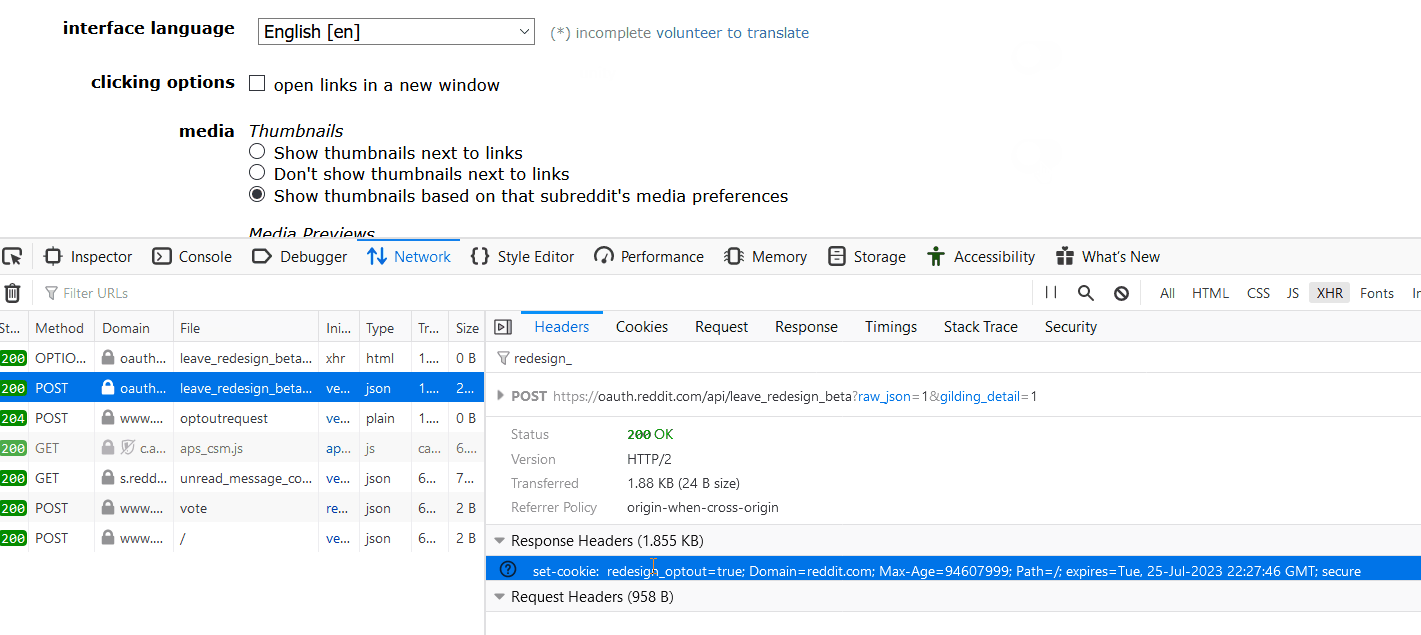 interface language English [en] (*) incomplete volunteer to translate
clicking options open links in a new window
media Thumbnails
Show thumbnails next to links
Don't show thumbnails next to links
Show thumbnails based on that subreddit's media preferences
Media Previews
Inspector Console Debugger Network Style Editor Performance Memory Storage Accessibility What's New
Filter URLs All HTML CSS JS XHR Fonts
St... Method Domain File Ini... Type Tr... Size
200 OPTIO... oauth... leave_redesign_beta... xhr html 1.... 0 B
200 POST oauth... leave_redesign_beta... ve... json 1.... 2...
204 POST www.... optoutrequest ve... plain 1.... 0 B
200 GET c.a... aps_csm.js ap... js ca... 6....
200 GET s.redd... unread_message_co... ve... json 6... 7...
200 POST www.... vote re... json 6... 2 B
200 POST www.... / ve... json 6... 2 B
Headers Cookies Request Response Timings Stack Trace Security
redesign_
POST https://oauth.reddit.com/api/leave_redesign_beta?raw_json=1&gilding_detail=1
Status 200 OK
Version HTTP/2
Transferred 1.88 KB (24 B size)
Referrer Policy origin-when-cross-origin
Response Headers (1.855 KB)
set-cookie: redesign_optout=true; Domain=reddit.com; Max-Age=94607999; Path=/; expires=Tue, 25-Jul-2023 22:27:46 GMT; secure
Request Headers (958 B)